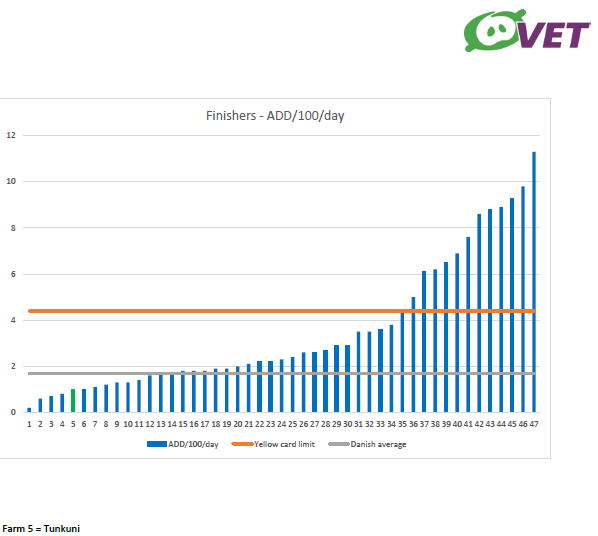 VET
Finishers - ADD/100/day
12
10
8
6
4
2
0
1 2 3 4 5 6 7 8 9 10 11 12 13 14 15 16 17 18 19 20 21 22 23 24 25 26 27 28 29 30 31 32 33 34 35 36 37 38 39 40 41 42 43 44 45 46 47
ADD/100/day Yellow card limit Danish average
Farm 5 = Tunkuni